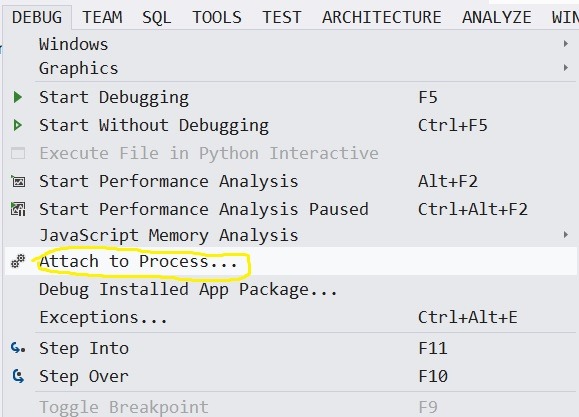 DEBUG TEAM SQL TOOLS TEST ARCHITECTURE ANALYZE WIN
Windows
Graphics
Start Debugging F5
Start Without Debugging Ctrl+F5
Execute File in Python Interactive
Start Performance Analysis Alt+F2
Start Performance Analysis Paused Ctrl+Alt+F2
JavaScript Memory Analysis
Attach to Process...
Debug Installed App Package...
Exceptions... Ctrl+Alt+E
Step Into F11
Step Over F10
Toggle Breakpoint F9